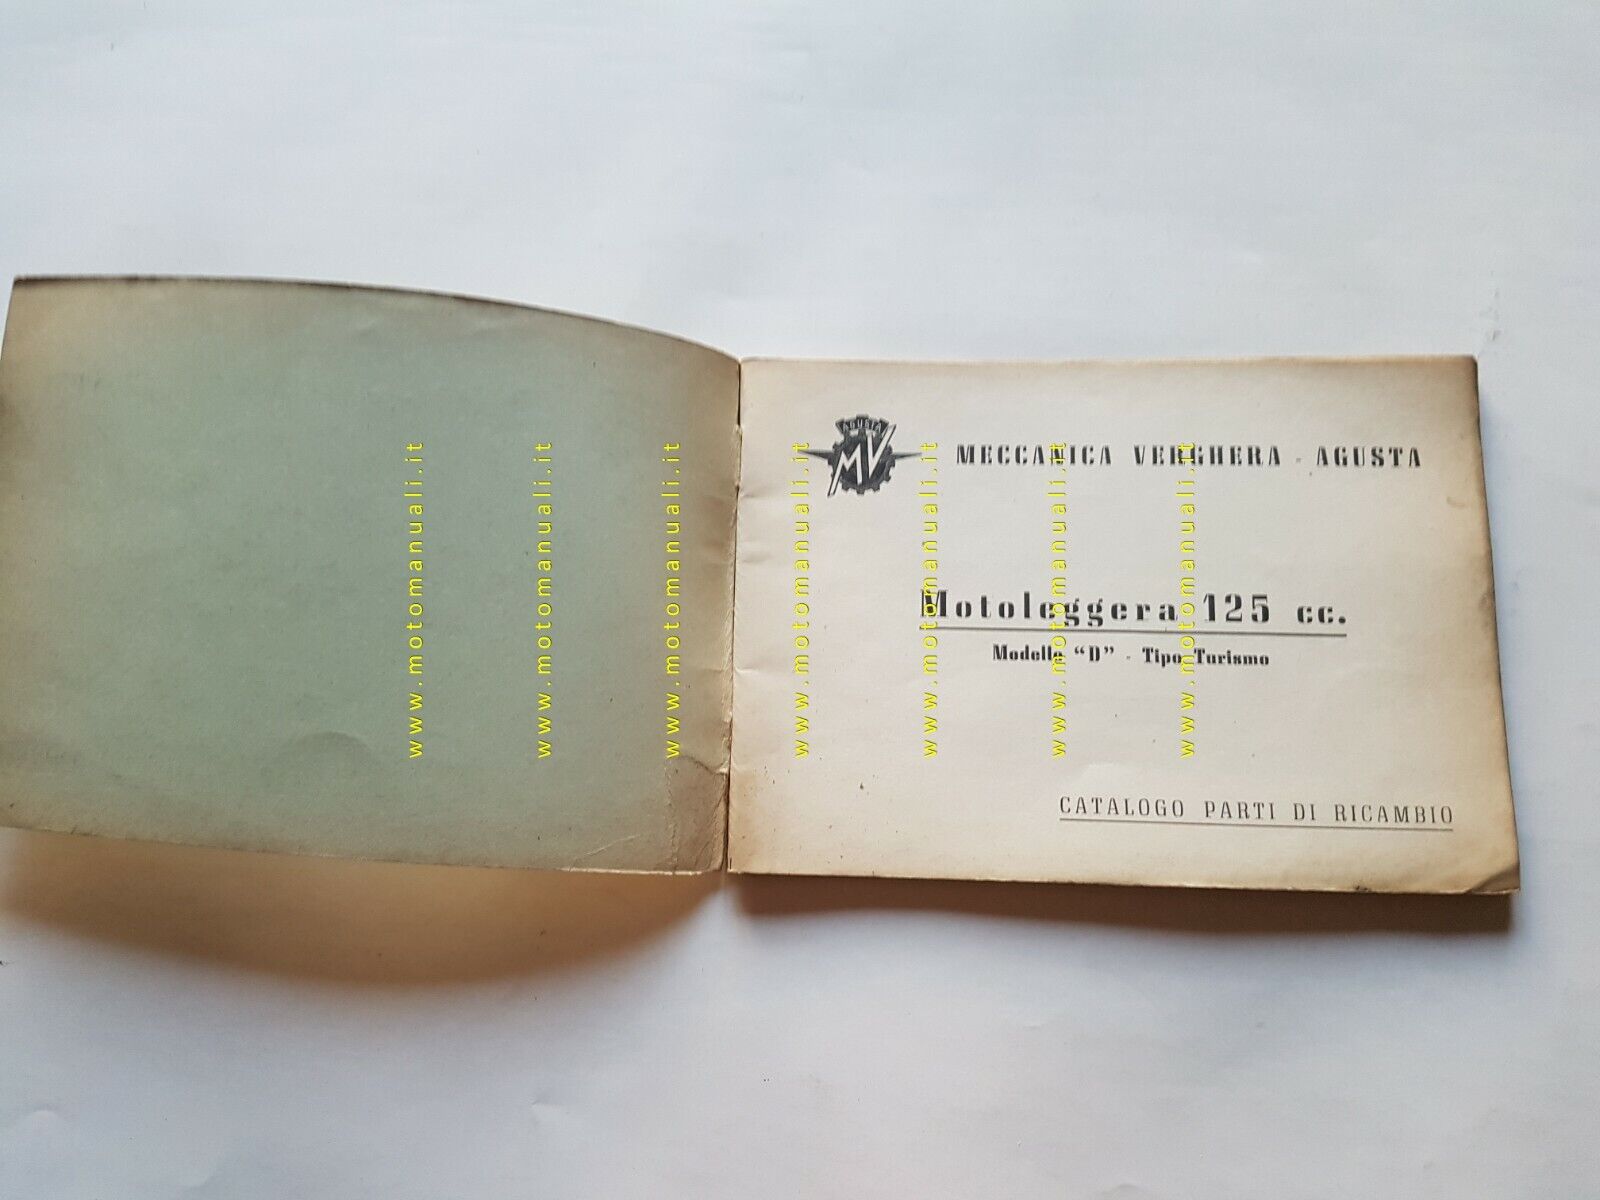 AGUSTA
MV
MECCANICA VERGHERA - AGUSTA
Motoleggera 125 cc.
Modello "D" - Tipo Turismo
CATALOGO PARTI DI RICAMBIO
www.motomanuali.it
www.motomanuali.it
www.motomanuali.it
www.motomanuali.it
www.motomanuali.it
www.motomanuali.it
www.motomanuali.it